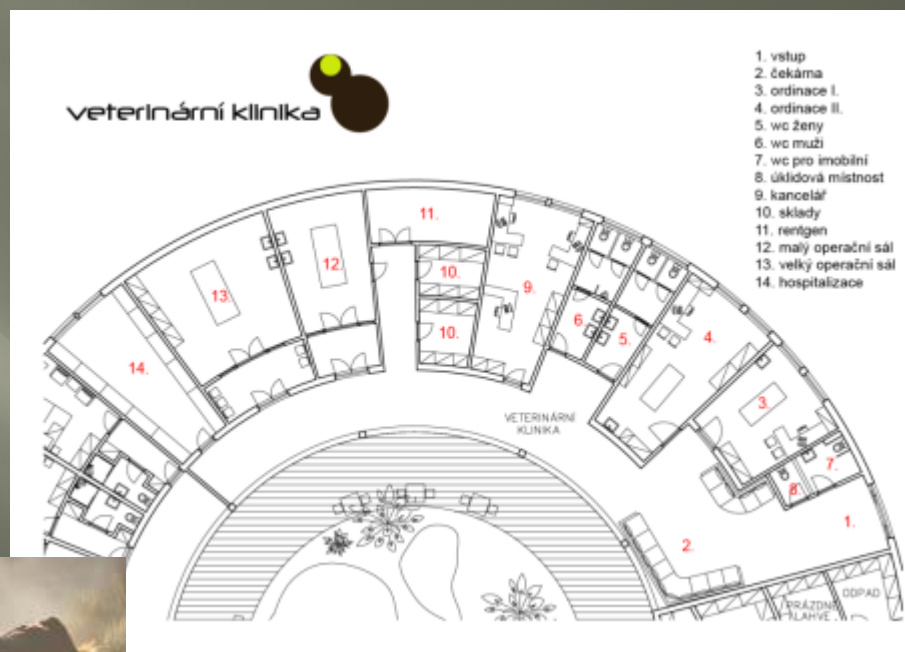 veterinární klinika
1. vstup
2. čekárna
3. ordinace I.
4. ordinace II.
5. wc ženy
6. wc muži
7. wc pro imobilní
8. úklidová místnost
9. kancelář
10. sklady
11. rentgen
12. malý operační sál
13. velký operační sál
14. hospitalizace
11.
12.
10.
13.
9.
10.
6.
5.
4.
14.
3.
VETERINÁRNÍ
KLINIKA
7.
8.
1.
2.
ODPAD
PRÁZDNÉ
LAHVE